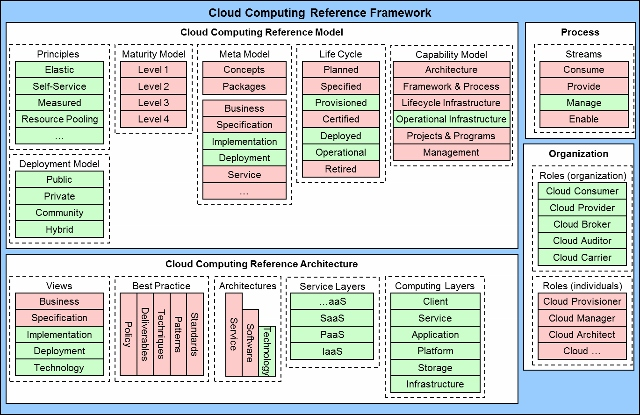 Cloud Computing Reference Framework
Cloud Computing Reference Model
Principles
Elastic
Self-Service
Measured
Resource Pooling
...
Deployment Model
Public
Private
Community
Hybrid
Maturity Model
Level 1
Level 2
Level 3
Level 4
Meta Model
Concepts
Packages
Business
Specification
Implementation
Deployment
Service
...
Life Cycle
Planned
Specified
Provisioned
Certified
Deployed
Operational
Retired
Capability Model
Architecture
Framework & Process
Lifecycle Infrastructure
Operational Infrastructure
Projects & Programs
Management
Cloud Computing Reference Architecture
Views
Business
Specification
Implementation
Deployment
Technology
Best Practice
Policy
Deliverables
Techniques
Patterns
Standards
Architectures
Service
Software
Technology
Service Layers
...aaS
SaaS
PaaS
IaaS
Computing Layers
Client
Service
Application
Platform
Storage
Infrastructure
Process
Streams
Consume
Provide
Manage
Enable
Organization
Roles (organization)
Cloud Consumer
Cloud Provider
Cloud Broker
Cloud Auditor
Cloud Carrier
Roles (individuals)
Cloud Provisioner
Cloud Manager
Cloud Architect
Cloud ...